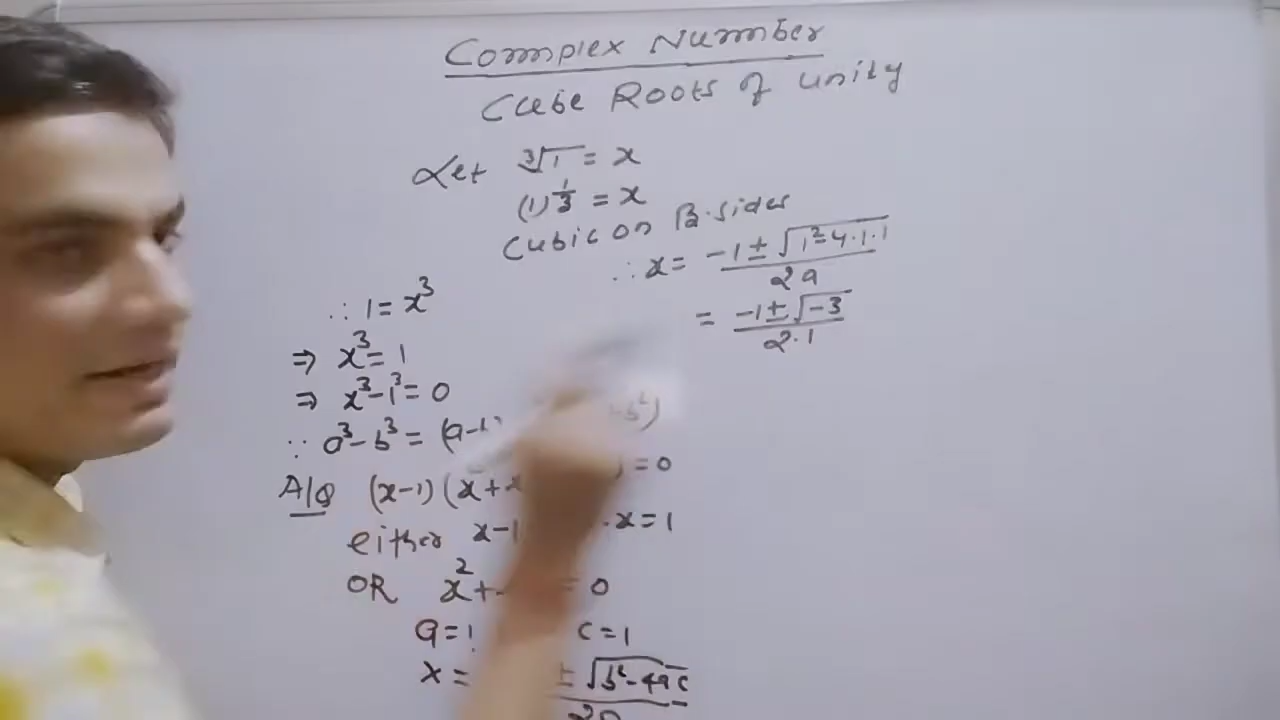 Complex Number
Cube Roots of unity
Let ∛1 = x
(1)^1/3 = x
Cubic on B.sides
∴ 1 = x³
⇒ x³ = 1
⇒ x³ - 1³ = 0
∵ a³ - b³ = (a-
A/Q (x-1)(x
= 0
either x-1
x = 1
OR x² +
= 0
a = 1
c = 1
x =
± √b²-4ac
2a
∴ x = -1 ± √1²-4·1·1 / 2a
= -1 ± √-3 / 2·1